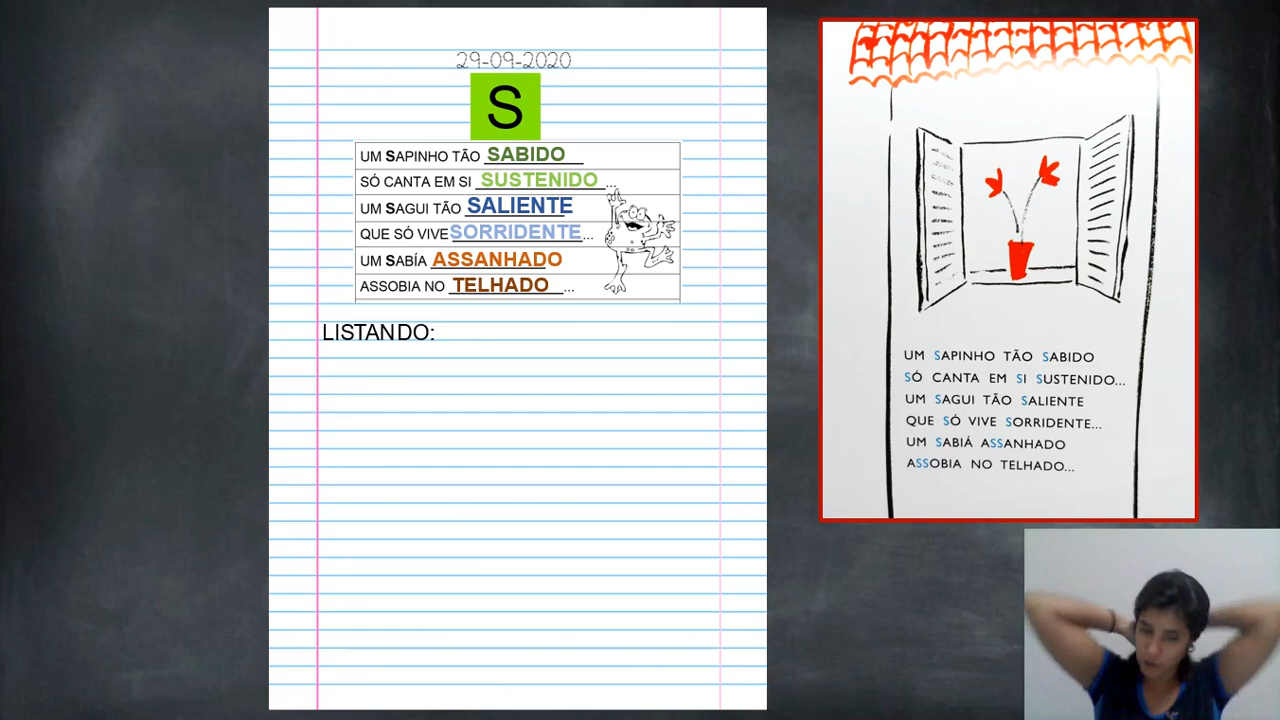 29-09-2020
S
UM SAPINHO TÃO SABIDO
SÓ CANTA EM SI SUSTENIDO...
UM SAGUI TÃO SALIENTE
QUE SÓ VIVE SORRIDENTE...
UM SABÍA ASSANHADO
ASSOBIA NO TELHADO...
LISTANDO:
UM SAPINHO TÃO SABIDO
SÓ CANTA EM SI SUSTENIDO...
UM SAGUI TÃO SALIENTE
QUE SÓ VIVE SORRIDENTE...
UM SABIÁ ASSANHADO
ASSOBIA NO TELHADO...